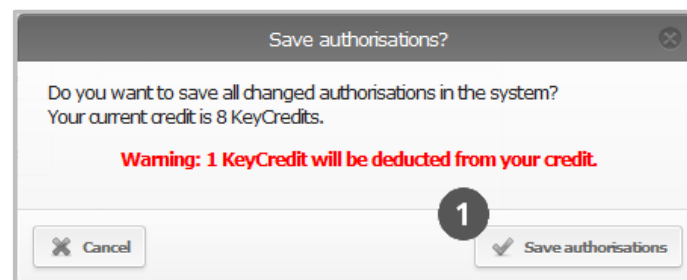 Save authorisations?
Do you want to save all changed authorisations in the system?
Your current credit is 8 KeyCredits.
Warning: 1 KeyCredit will be deducted from your credit.
1
Cancel
Save authorisations